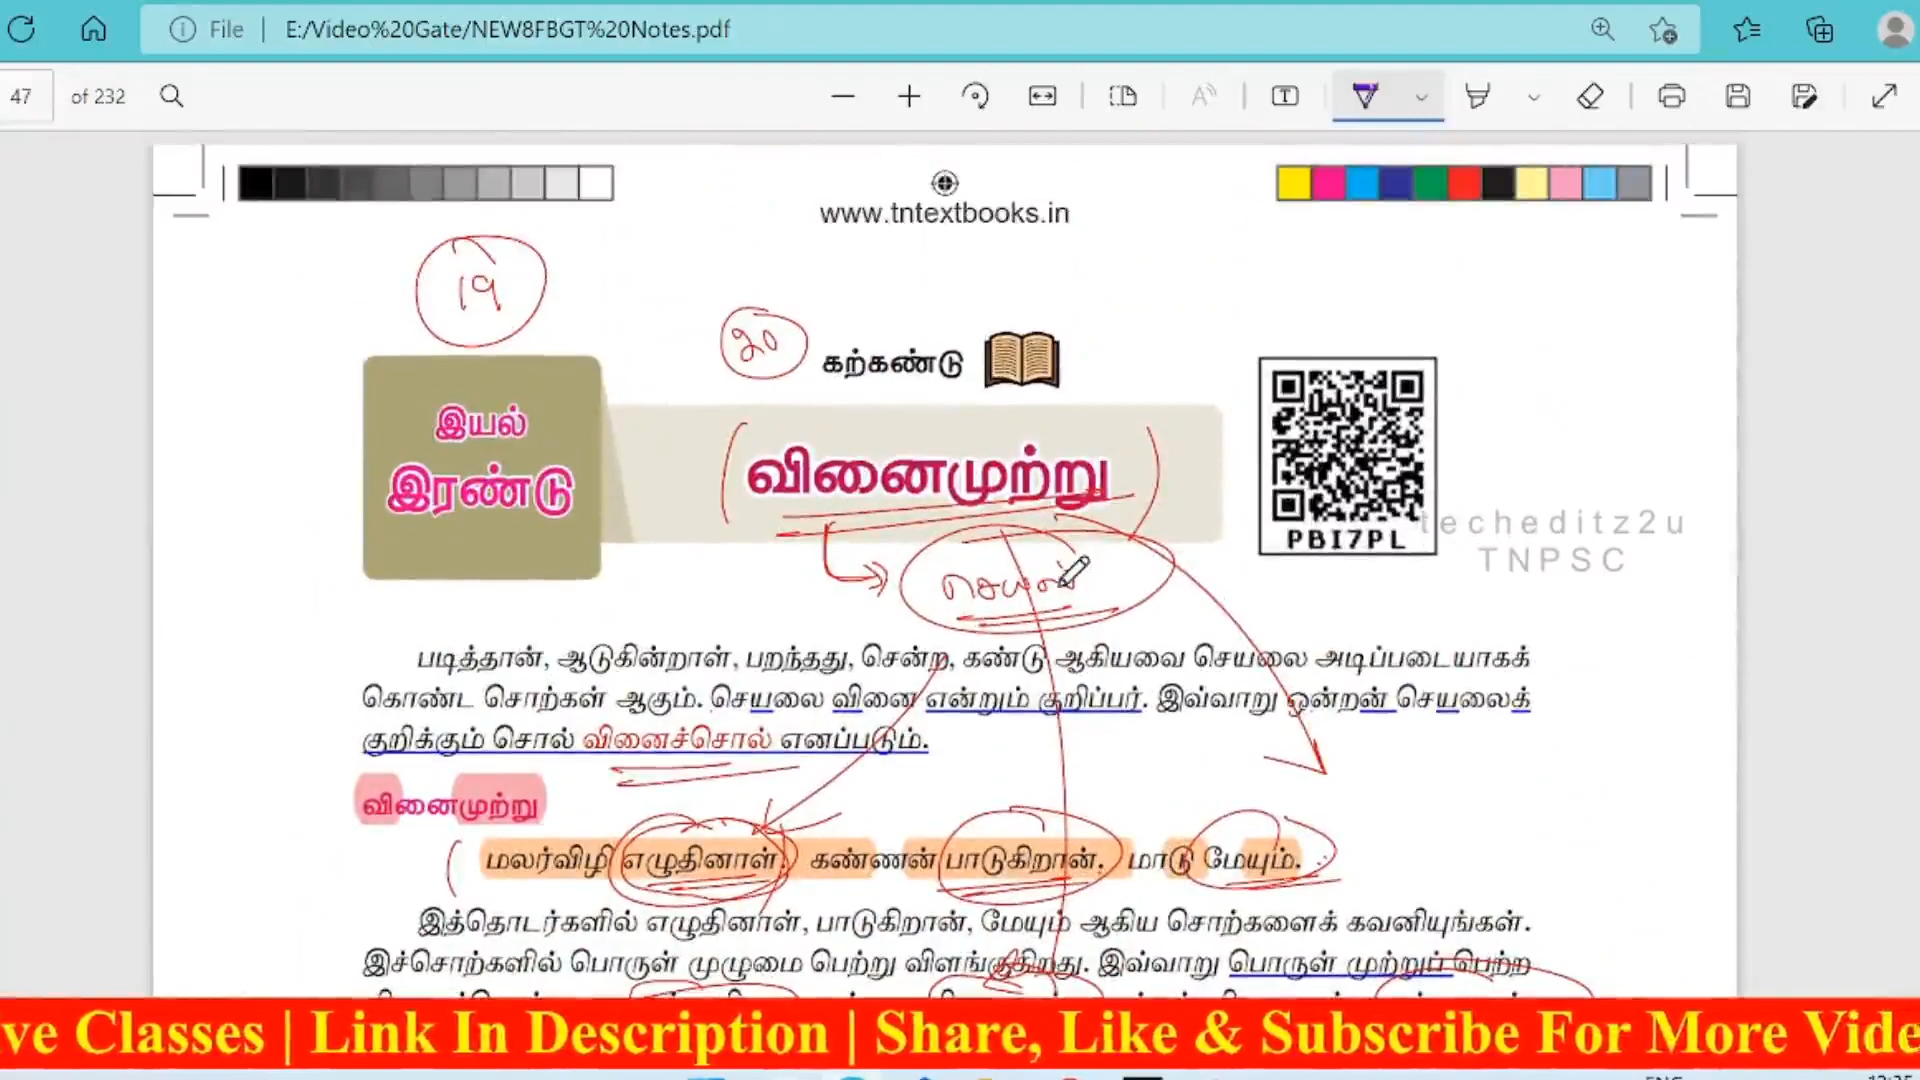 File | E:/Video%20Gate/NEW8FBGT%20Notes.pdf
47 of 232
www.tntextbooks.in
19
20 கற்கண்டு
இயல்
இரண்டு
வினைமுற்று
PBI7PL
techeditz2u
TNPSC
செயல்
படித்தான், ஆடுகின்றாள், பறந்தது, சென்ற, கண்டு ஆகியவை செயலை அடிப்படையாகக்
கொண்ட சொற்கள் ஆகும். செயலை வினை என்றும் குறிப்பர். இவ்வாறு ஒன்றன் செயலைக்
குறிக்கும் சொல் வினைச்சொல் எனப்படும்.
வினைமுற்று
மலர்விழி எழுதினாள். கண்ணன் பாடுகிறான். மாடு மேயும்.
இத்தொடர்களில் எழுதினாள், பாடுகிறான், மேயும் ஆகிய சொற்களைக் கவனியுங்கள்.
இச்சொற்களில் பொருள் முழுமை பெற்று விளங்குகிறது. இவ்வாறு பொருள் முற்றுப் பெற்ற
ve Classes | Link In Description | Share, Like & Subscribe For More Vide